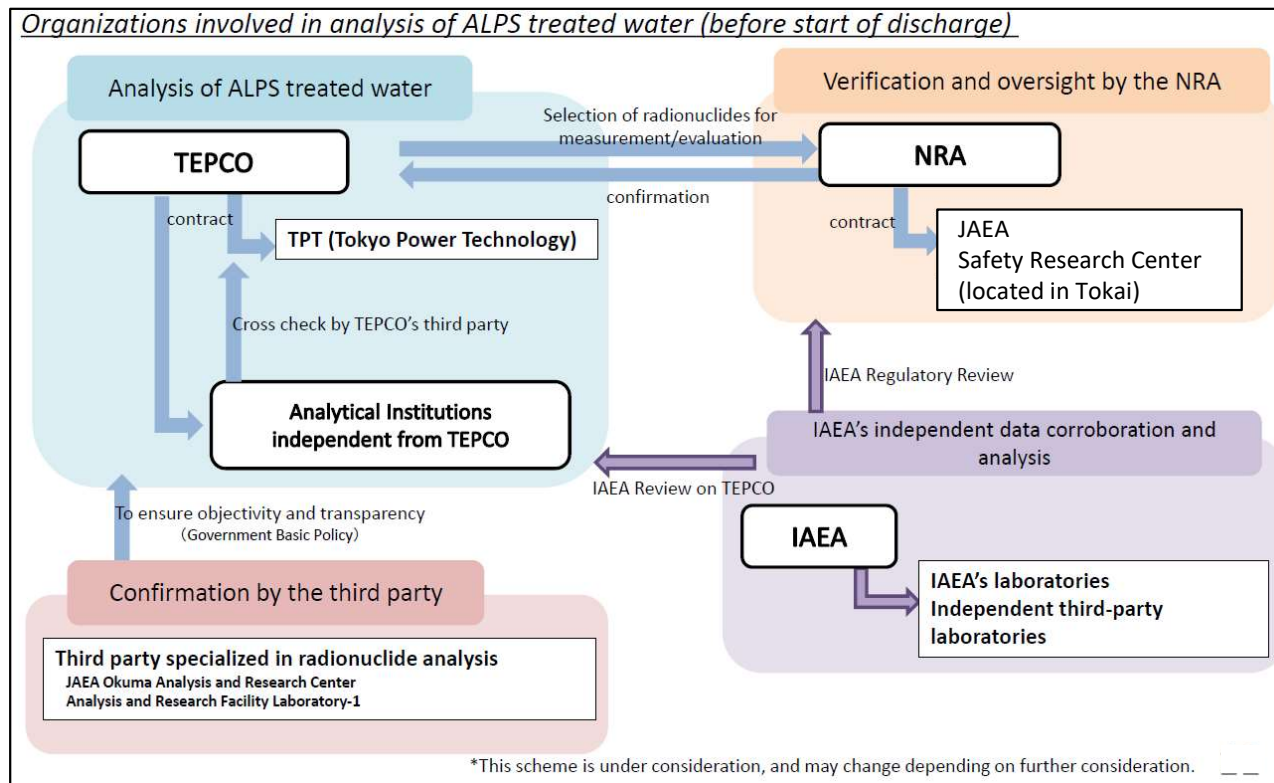 Organizations involved in analysis of ALPS treated water (before start of discharge)
Analysis of ALPS treated water
Verification and oversight by the NRA
Selection of radionuclides for
measurement/evaluation
TEPCO
NRA
confirmation
contract
TPT (Tokyo Power Technology)
contract
JAEA
Safety Research Center
(located in Tokai)
Cross check by TEPCO's third party
Analytical Institutions
independent from TEPCO
IAEA Regulatory Review
IAEA's independent data corroboration and
analysis
IAEA Review on TEPCO
To ensure objectivity and transparency
(Government Basic Policy)
IAEA
IAEA's laboratories
Independent third-party
laboratories
Confirmation by the third party
Third party specialized in radionuclide analysis
JAEA Okuma Analysis and Research Center
Analysis and Research Facility Laboratory-1
*This scheme is under consideration, and may change depending on further consideration.